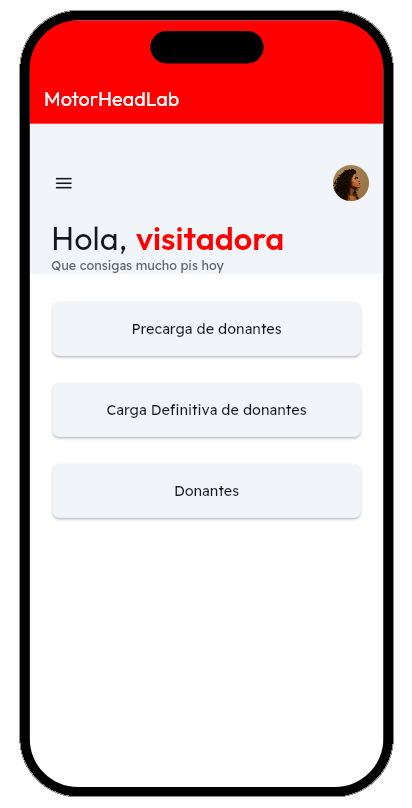 MotorHeadLab
Hola, visitadora
Que consigas mucho pis hoy
Precarga de donantes
Carga Definitiva de donantes
Donantes